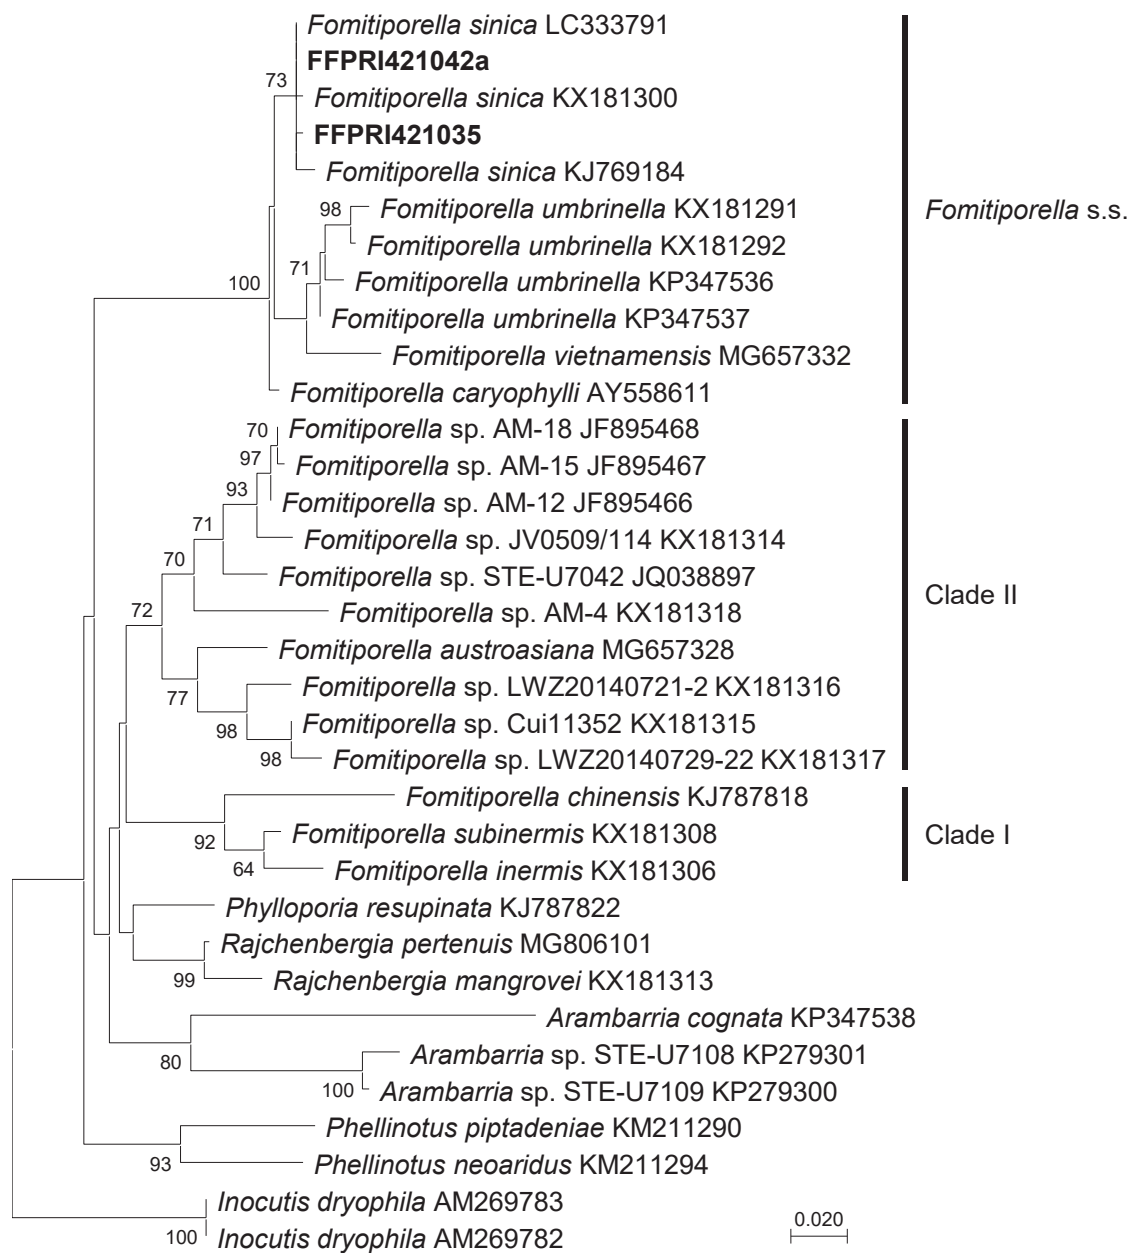 Fomitiporella sinica LC333791
FFPRI421042a
73
Fomitiporella sinica KX181300
FFPRI421035
Fomitiporella sinica KJ769184
98
Fomitiporella umbrinella KX181291
Fomitiporella s.s.
Fomitiporella umbrinella KX181292
71
100
Fomitiporella umbrinella KP347536
Fomitiporella umbrinella KP347537
Fomitiporella vietnamensis MG657332
Fomitiporella caryophylli AY558611
70
Fomitiporella sp. AM-18 JF895468
97
Fomitiporella sp. AM-15 JF895467
93
Fomitiporella sp. AM-12 JF895466
71
Fomitiporella sp. JV0509/114 KX181314
70
Fomitiporella sp. STE-U7042 JQ038897
Clade II
72
Fomitiporella sp. AM-4 KX181318
Fomitiporella austroasiana MG657328
77
Fomitiporella sp. LWZ20140721-2 KX181316
98
Fomitiporella sp. Cui11352 KX181315
98
Fomitiporella sp. LWZ20140729-22 KX181317
Fomitiporella chinensis KJ787818
92
Fomitiporella subinermis KX181308
Clade I
64
Fomitiporella inermis KX181306
Phylloporia resupinata KJ787822
Rajchenbergia pertenuis MG806101
99
Rajchenbergia mangrovei KX181313
Arambarria cognata KP347538
80
Arambarria sp. STE-U7108 KP279301
100
Arambarria sp. STE-U7109 KP279300
Phellinotus piptadeniae KM211290
93
Phellinotus neoaridus KM211294
Inocutis dryophila AM269783
0.020
100
Inocutis dryophila AM269782